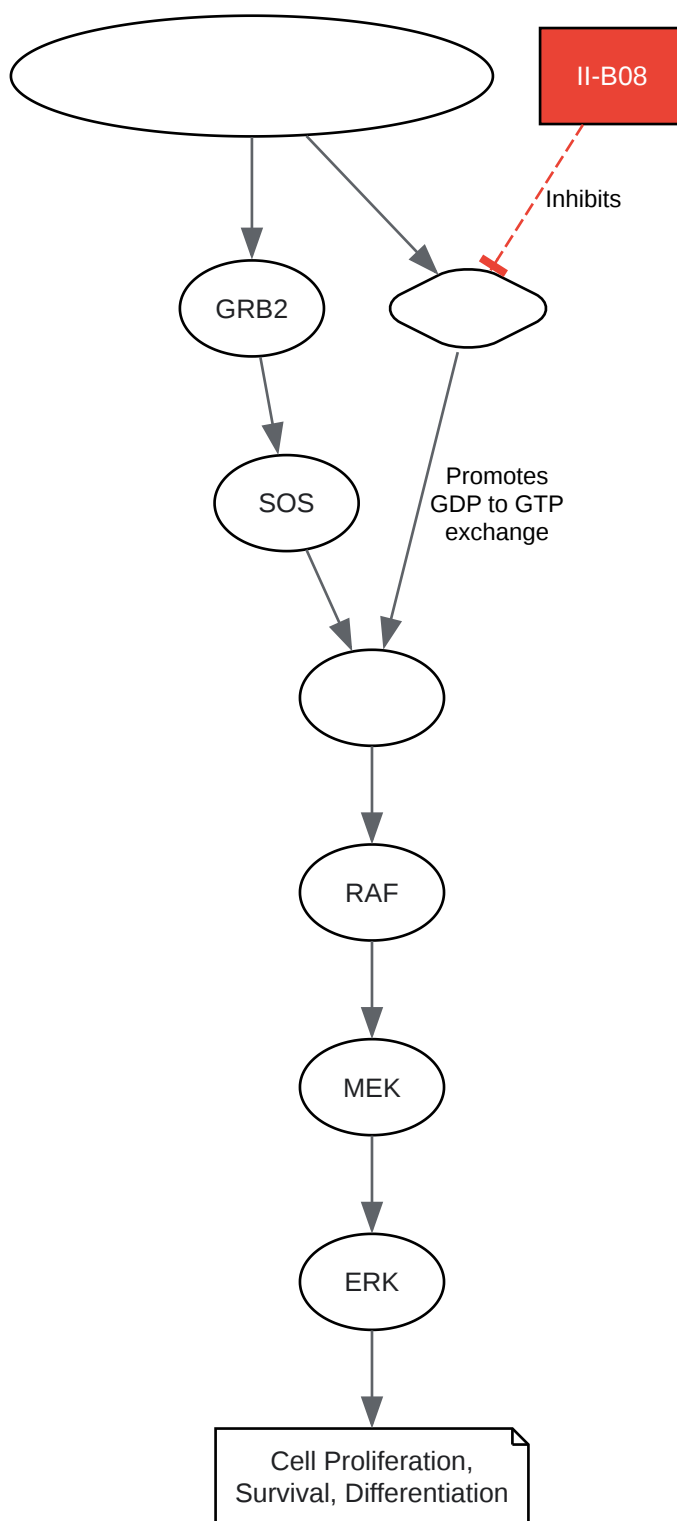 II-B08
Inhibits
GRB2
SOS
Promotes
GDP to GTP
exchange
RAF
MEK
ERK
Cell Proliferation,
Survival, Differentiation